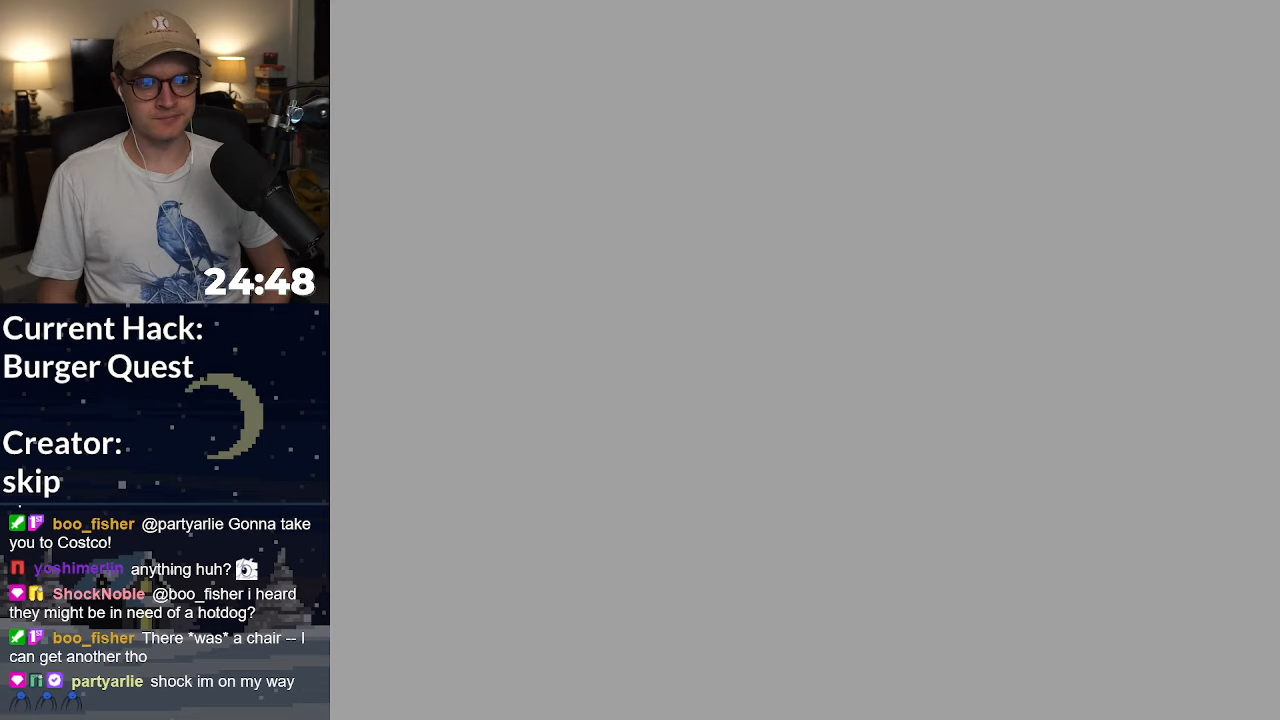 24:48
Current Hack:
Burger Quest
Creator:
skip
boo_fisher @partyarlie Gonna take
you to Costco!
yoshimerlin anything huh?
ShockNoble @boo_fisher i heard
they might be in need of a hotdog?
boo_fisher There *was* a chair -- I
can get another tho
partyarlie shock im on my way